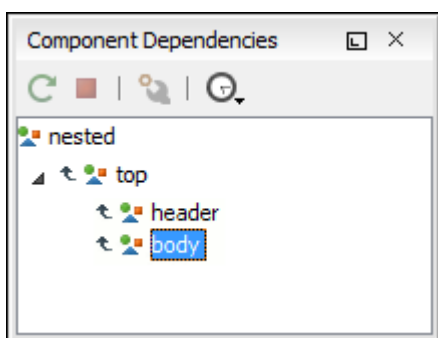 Component Dependencies
nested
top
header
body